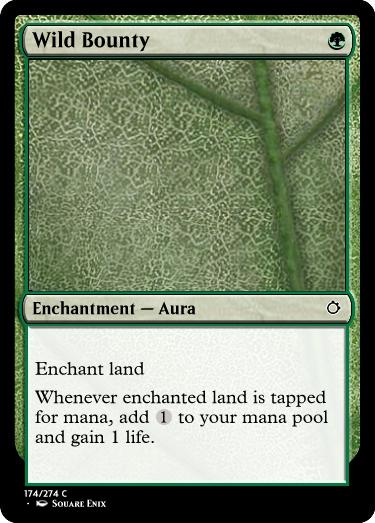 Wild Bounty
Enchantment — Aura
Enchant land
Whenever enchanted land is tapped
for mana, add 1 to your mana pool
and gain 1 life.
174/274 C
· Square Enix